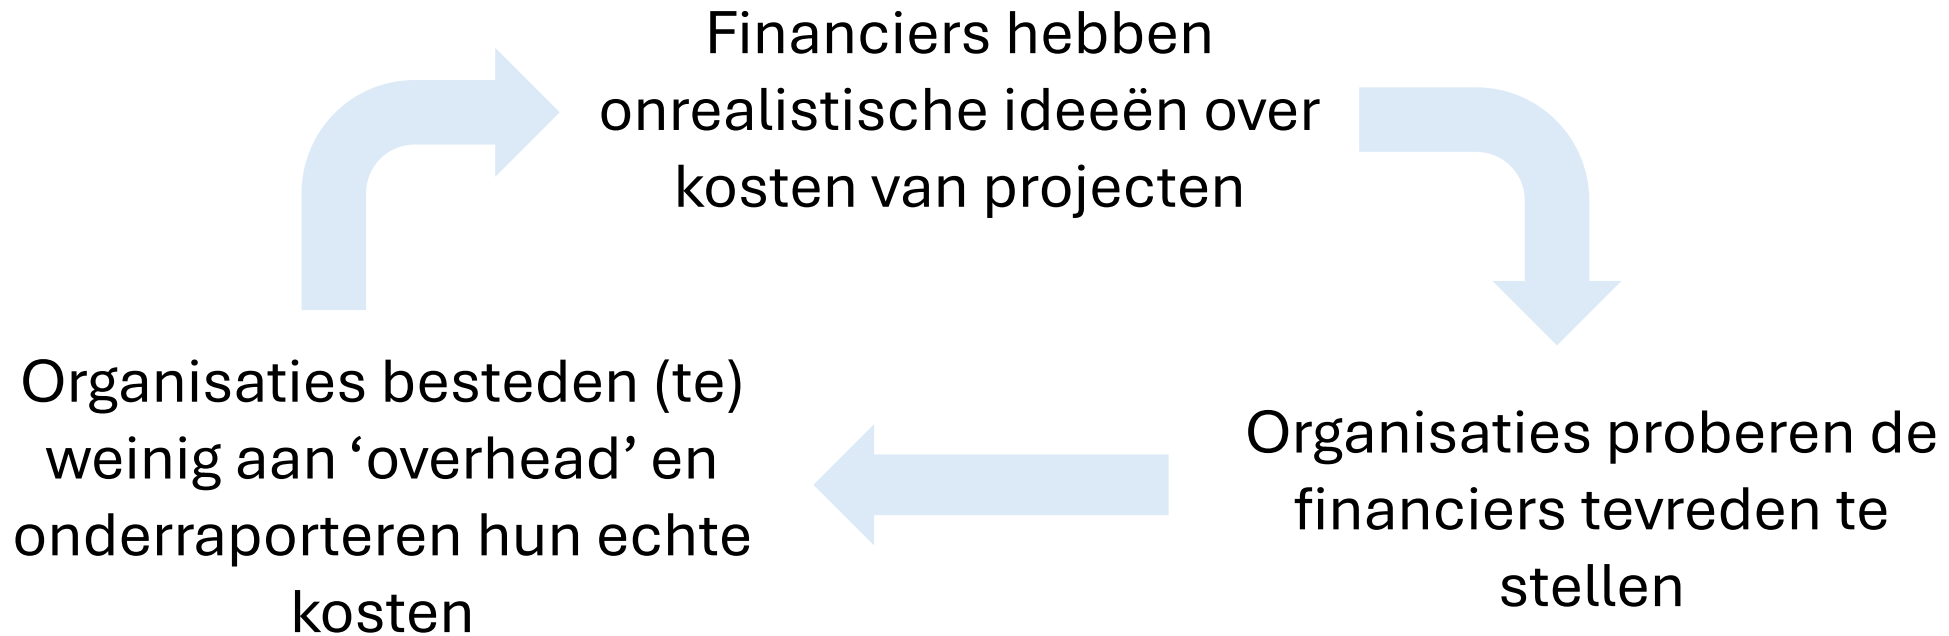 Financiers hebben
onrealistische ideeën over
kosten van projecten
Organisaties proberen de
financiers tevreden te
stellen
Organisaties besteden (te)
weinig aan ‘overhead’ en
onderraporteren hun echte
kosten